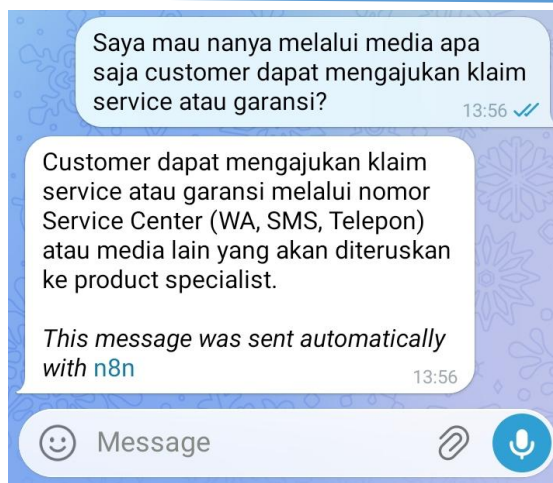 Saya mau nanya melalui media apa
saja customer dapat mengajukan klaim
service atau garansi?
13:56
Customer dapat mengajukan klaim
service atau garansi melalui nomor
Service Center (WA, SMS, Telepon)
atau media lain yang akan diteruskan
ke product specialist.
This message was sent automatically
with n8n
13:56
Message